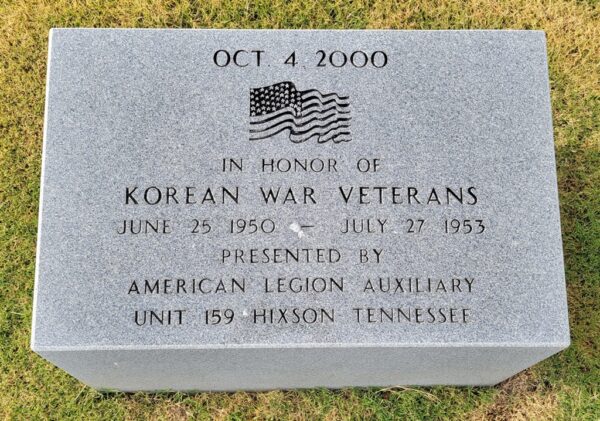 OCT. 4, 2000
IN HONOR OF
KOREAN WAR VETERANS
JUNE 25 1950 – JULY 27 1953
PRESENTED BY
AMERICAN LEGION AUXILIARY
UNIT 159 HIXSON TENNESSEE